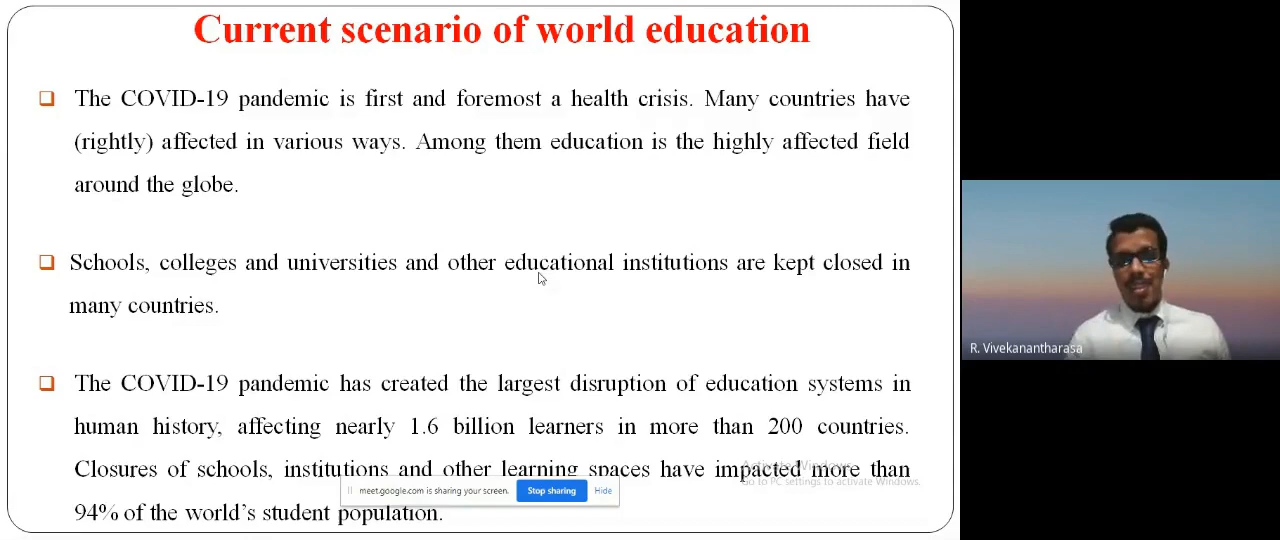 Current scenario of world education
The COVID-19 pandemic is first and foremost a health crisis. Many countries have
(rightly) affected in various ways. Among them education is the highly affected field
around the globe.
Schools, colleges and universities and other educational institutions are kept closed in
many countries.
The COVID-19 pandemic has created the largest disruption of education systems in
human history, affecting nearly 1.6 billion learners in more than 200 countries.
Closures of schools, institutions and other learning spaces have impacted more than
94% of the world's student population.
Activate Windows
Go to PC settings to activate Windows.
meet.google.com is sharing your screen. Stop sharing Hide
R. Vivekanantharasa